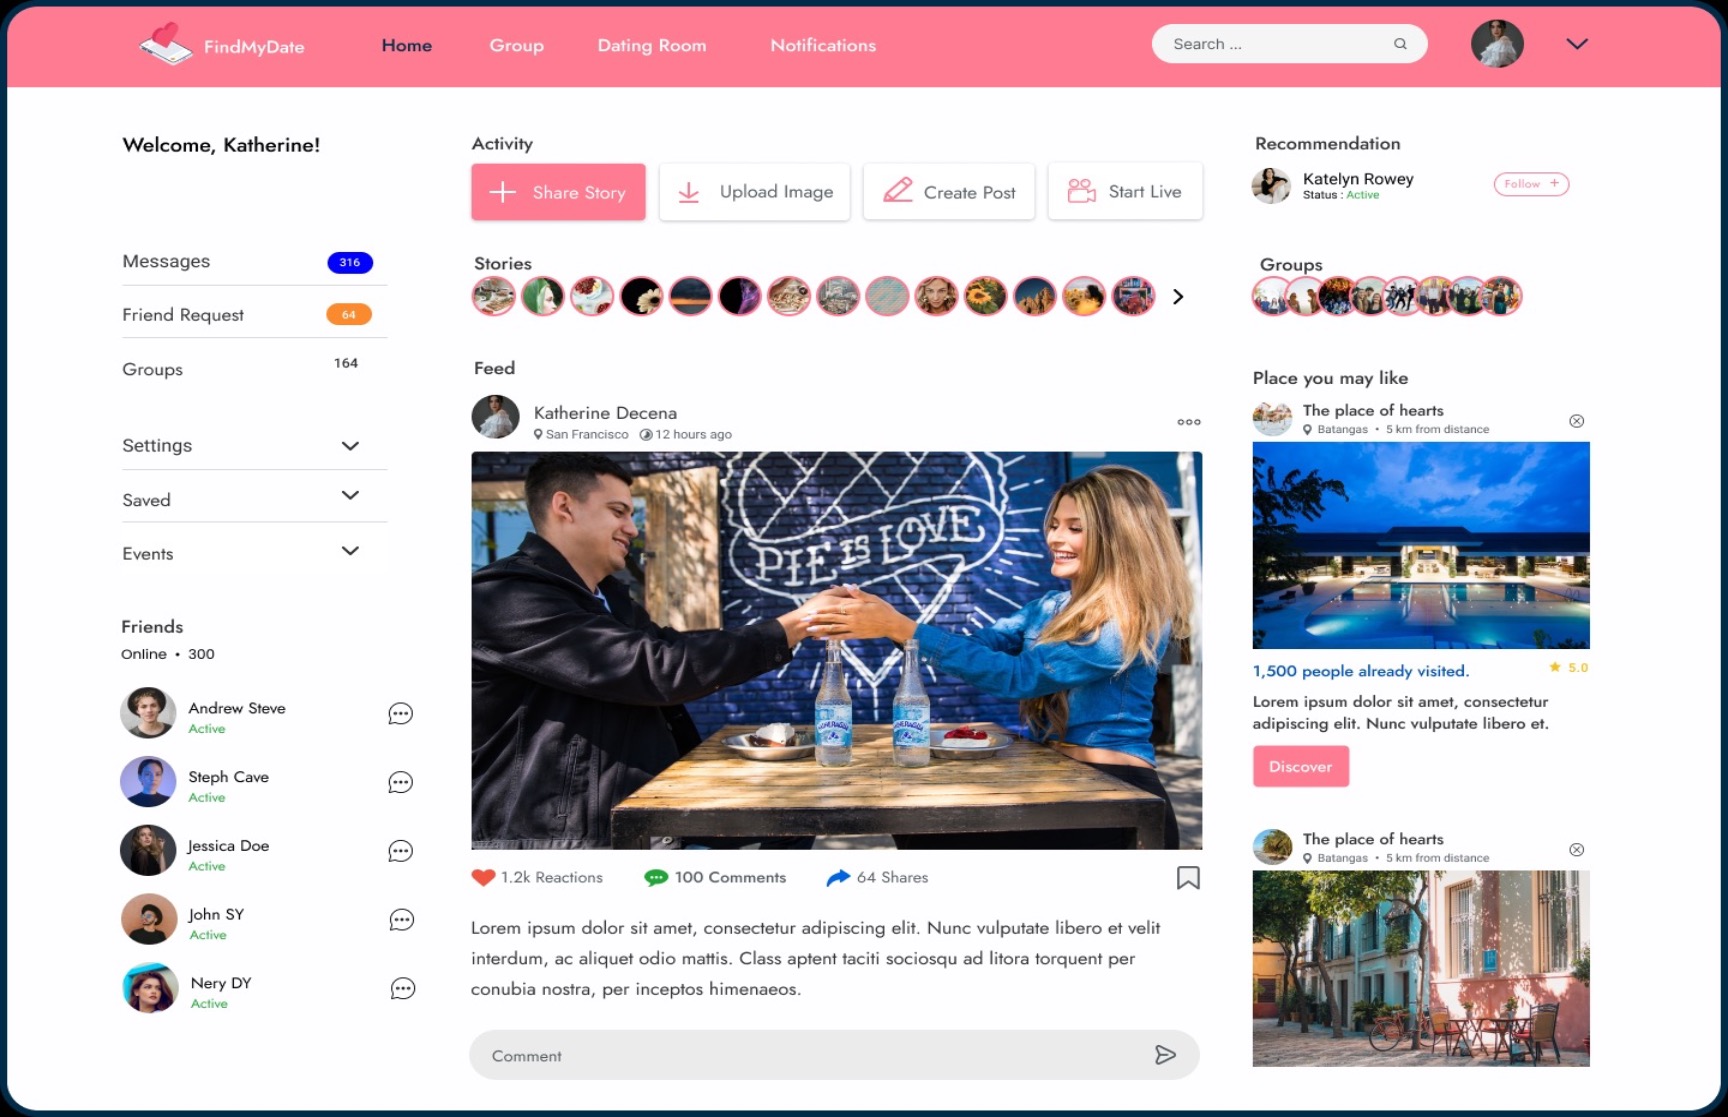 FindMyDate
Home
Group
Dating Room
Notifications
Search ...
Welcome, Katherine!
Messages
316
Friend Request
64
Groups
164
Settings
Saved
Events
Friends
Online • 300
Andrew Steve
Active
Steph Cave
Active
Jessica Doe
Active
John SY
Active
Nery DY
Active
Activity
Share Story
Upload Image
Create Post
Start Live
Stories
Feed
Katherine Decena
San Francisco 12 hours ago
PIE IS LOVE
1.2k Reactions
100 Comments
64 Shares
Lorem ipsum dolor sit amet, consectetur adipiscing elit. Nunc vulputate libero et velit
interdum, ac aliquet odio mattis. Class aptent taciti sociosqu ad litora torquent per
conubia nostra, per inceptos himenaeos.
Comment
Recommendation
Katelyn Rowey
Status : Active
Follow +
Groups
Place you may like
The place of hearts
Batangas • 5 km from distance
1,500 people already visited.
5.0
Lorem ipsum dolor sit amet, consectetur
adipiscing elit. Nunc vulputate libero et.
Discover
The place of hearts
Batangas • 5 km from distance